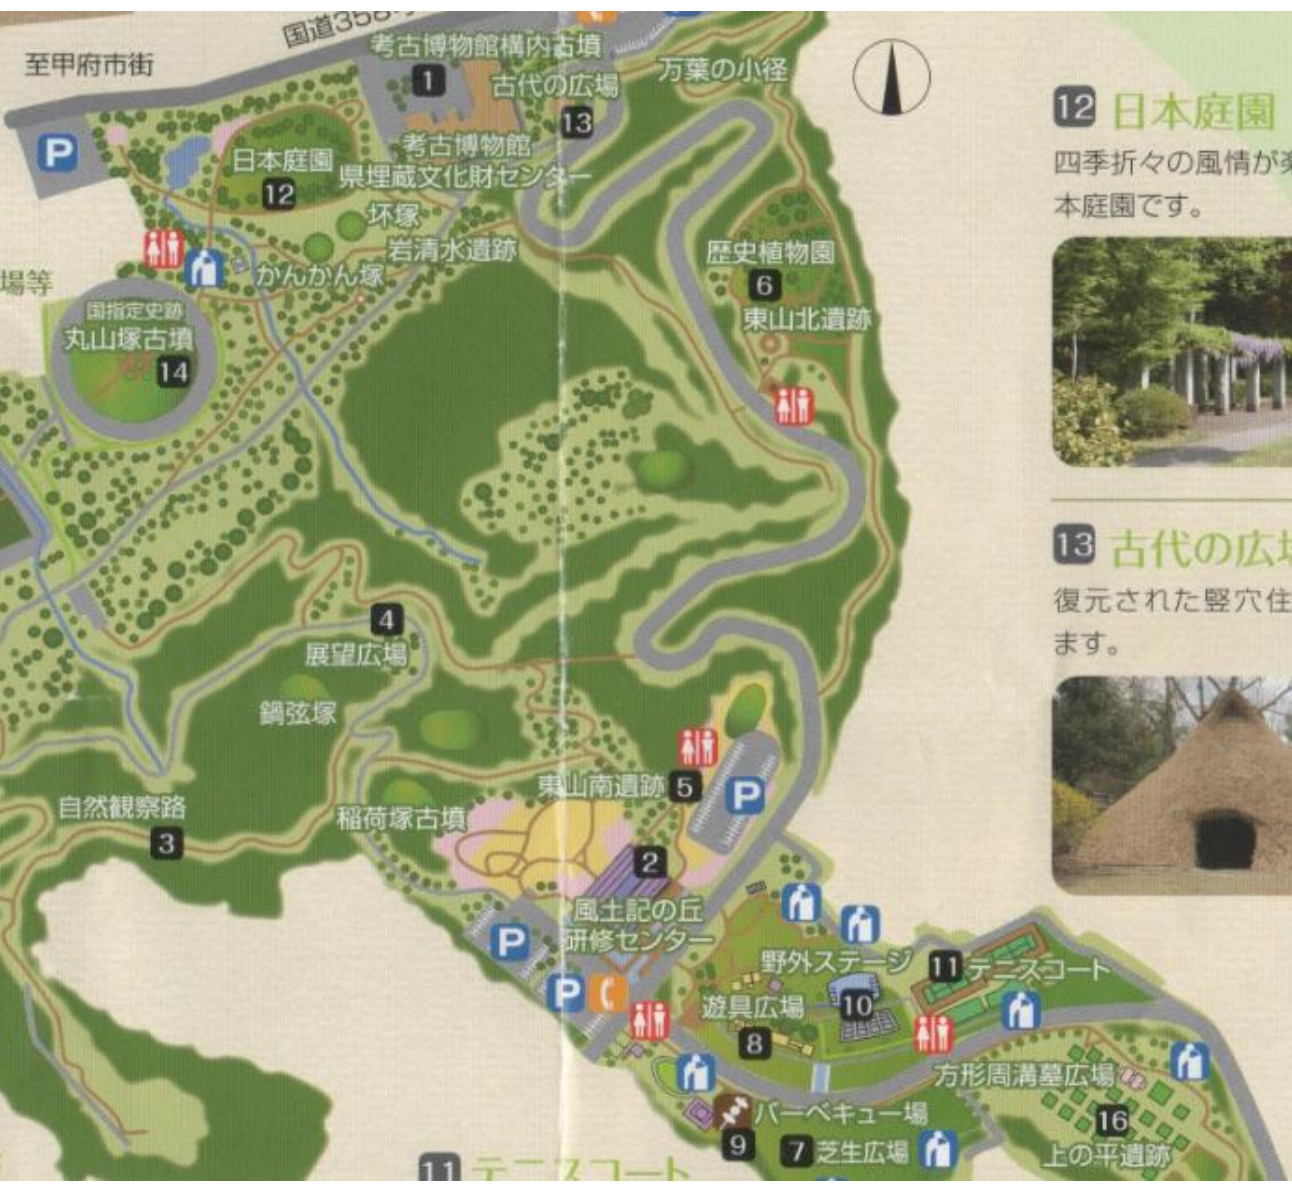 国道358号
至甲府市街
考古博物館構内古墳
1
古代の広場
13
万葉の小径
P
日本庭園
12
考古博物館
県埋蔵文化財センター
坏塚
岩清水遺跡
かんかん塚
場等
国指定史跡
丸山塚古墳
14
歴史植物園
6
東山北遺跡
4
展望広場
鍋弦塚
自然観察路
3
稲荷塚古墳
東山南遺跡
5
P
2
風土記の丘
研修センター
P
P
野外ステージ
10
11
テニスコート
遊具広場
8
方形周溝墓広場
16
上の平遺跡
バーベキュー場
9
7
芝生広場
11 テニスコート
12 日本庭園
四季折々の風情が楽
本庭園です。
13 古代の広場
復元された竪穴住
ます。